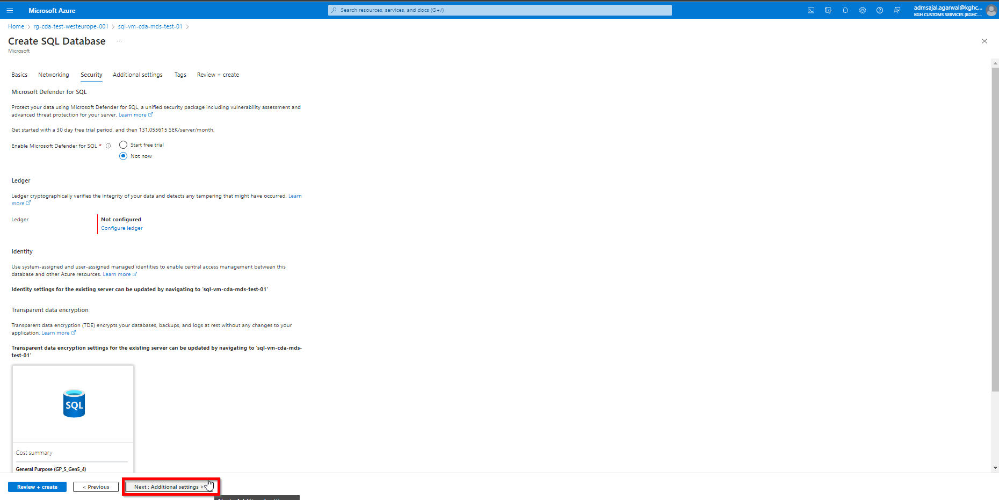 Microsoft Azure
Search resources, services, and docs (G+/)
admsajal.agarwal@kghc...
KGH CUSTOMS SERVICES (KGHC....
Home > rg-cda-test-westeurope-001 > sql-vm-cda-mds-test-01 >
Create SQL Database ...
Microsoft
Basics Networking Security Additional settings Tags Review + create
Microsoft Defender for SQL
Protect your data using Microsoft Defender for SQL, a unified security package including vulnerability assessment and
advanced threat protection for your server. Learn more
Get started with a 30 day free trial period, and then 131.055615 SEK/server/month.
Enable Microsoft Defender for SQL *
Start free trial
Not now
Ledger
Ledger cryptographically verifies the integrity of your data and detects any tampering that might have occurred. Learn
more
Ledger
Not configured
Configure ledger
Identity
Use system-assigned and user-assigned managed identities to enable central access management between this
database and other Azure resources. Learn more
Identity settings for the existing server can be updated by navigating to 'sql-vm-cda-mds-test-01'
Transparent data encryption
Transparent data encryption (TDE) encrypts your databases, backups, and logs at rest without any changes to your
application. Learn more
Transparent data encryption settings for the existing server can be updated by navigating to 'sql-vm-cda-mds-
test-01'
SQL
Cost summary
General Purpose (GP_S_Gen5_4)
Review + create
< Previous
Next : Additional settings >